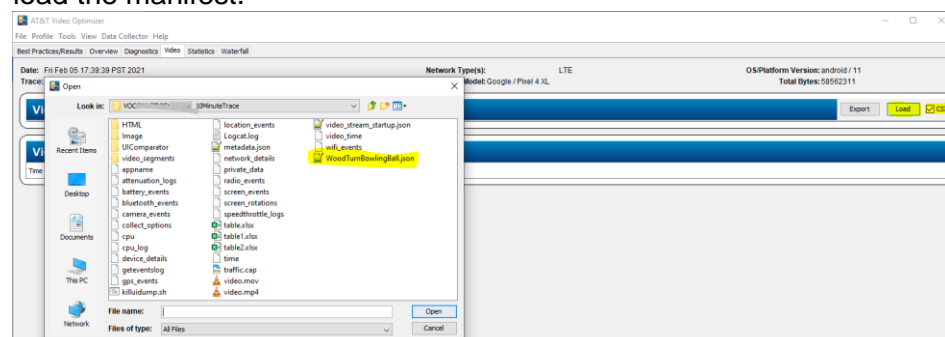 load the manifest.
AT&T Video Optimizer
File Profile Tools View Data Collector Help
Best Practices/Results Overview Diagnostics Video Statistics Waterfall
Date: Fri Feb 05 17:39:39 PST 2021 Network Type(s): LTE OS/Platform Version: android / 11
Trace: Model: Google / Pixel 4 XL Total Bytes: 58562311
Open
Look in: 10MinuteTrace
Vi Export Load CS
HTML location_events video_stream_startup.json
Image Logcat.log video_time
UIComparator metadata.json wifi_events
video_segments network_details WoodTurnBowlingBall.json
appname private_data
attenuation_logs radio_events
battery_events screen_events
bluetooth_events screen_rotations
camera_events speedthrottle_logs
collect_options table.xlsx
cpu table1.xlsx
cpu_log table2.xlsx
device_details time
geteventslog traffic.cap
gps_events video.mov
killuidump.sh video.mp4
Recent Items
Desktop
Documents
This PC
Network
Vi
Time
File name: Open
Files of type: All Files Cancel